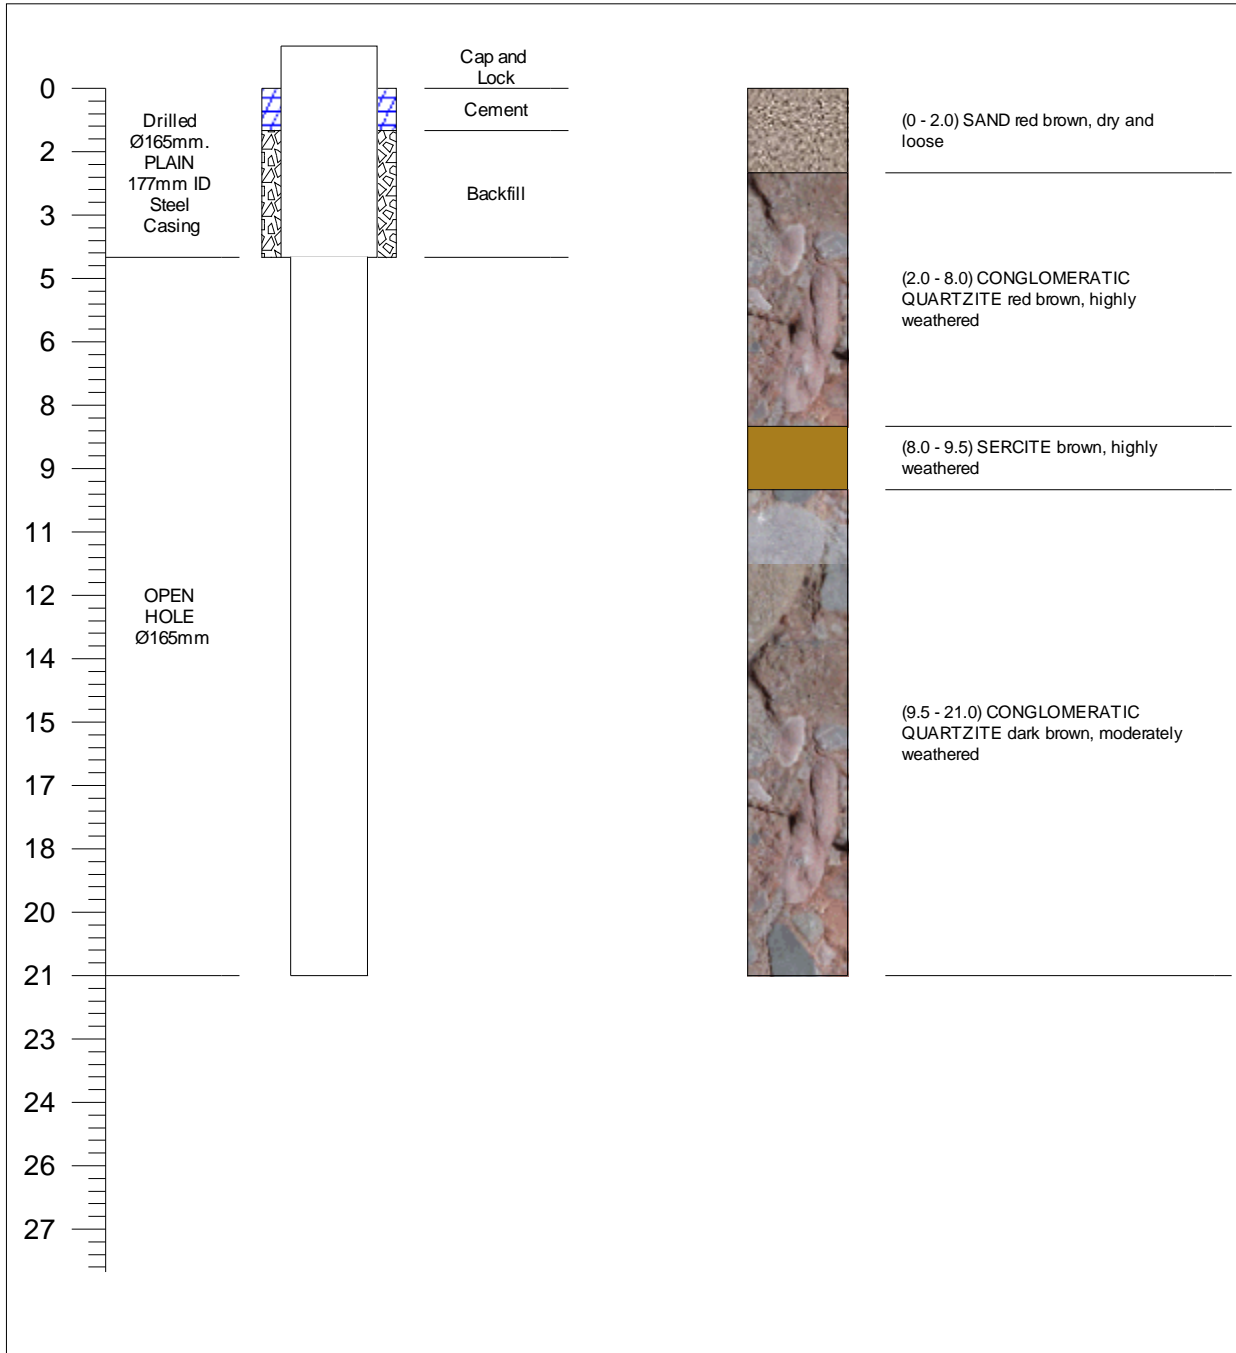 0
2
3
5
6
8
9
11
12
14
15
17
18
20
21
23
24
26
27
Drilled
Ø165mm.
PLAIN
177mm ID
Steel
Casing
OPEN
HOLE
Ø165mm
Cap and
Lock
Cement
Backfill
(0 - 2.0) SAND red brown, dry and
loose
(2.0 - 8.0) CONGLOMERATIC
QUARTZITE red brown, highly
weathered
(8.0 - 9.5) SERCITE brown, highly
weathered
(9.5 - 21.0) CONGLOMERATIC
QUARTZITE dark brown, moderately
weathered